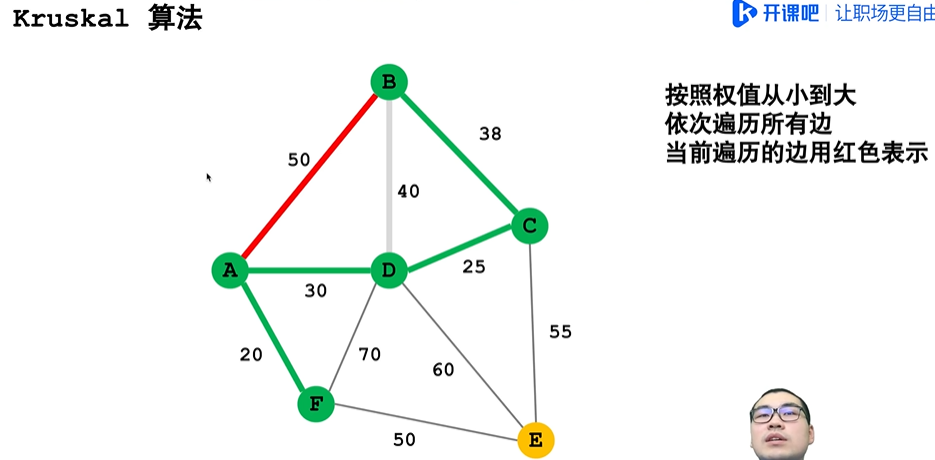 Kruskal 算法
开课吧 让职场更自由
按照权值从小到大
依次遍历所有边
当前遍历的边用红色表示
B
38
50
40
C
A
D
25
30
55
20
70
60
F
50
E